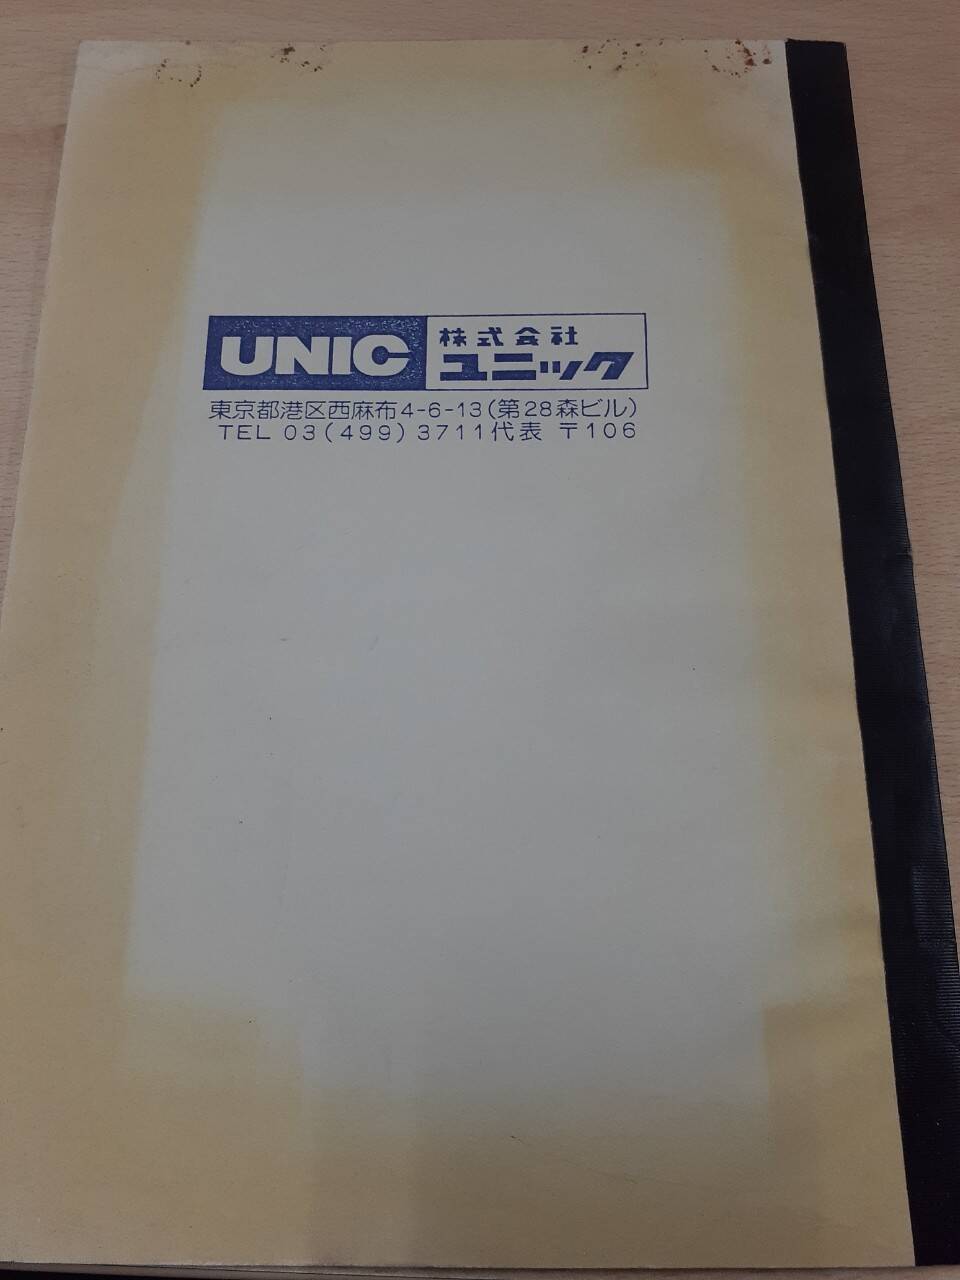 UNIC
株式会社
ユニック
東京都港区西麻布4-6-13(第28森ビル)
TEL 03(499)3711代表 〒106